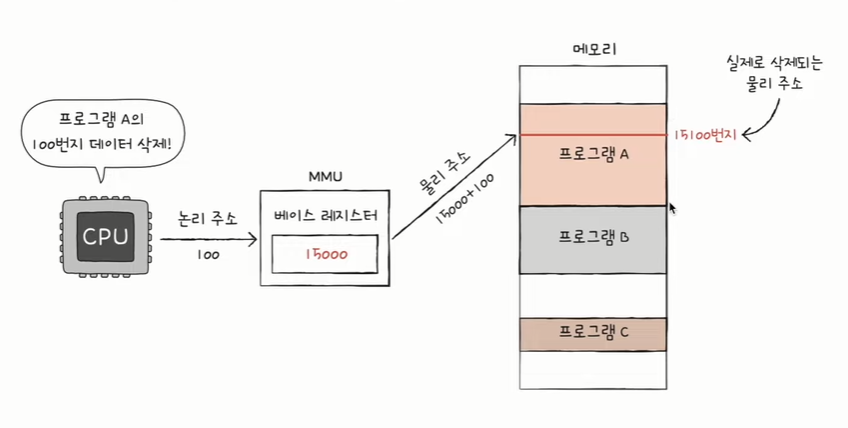 프로그램 A의
100번지 데이터 삭제!
CPU
논리 주소
100
MMU
베이스 레지스터
15000
물리 주소
15000+100
메모리
프로그램 A
프로그램 B
프로그램 C
실제로 삭제되는
물리 주소
15100번지